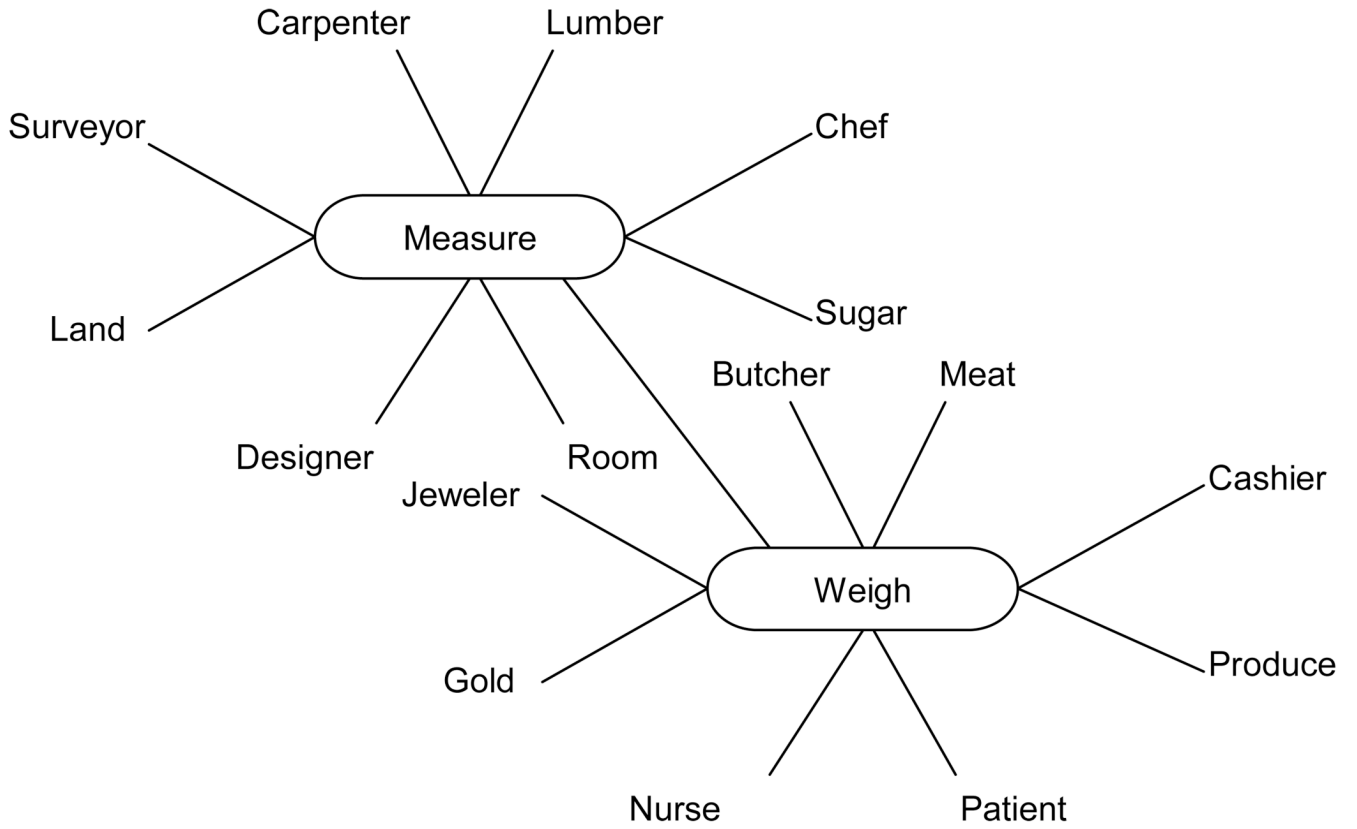 Carpenter
Lumber
Surveyor
Chef
Measure
Land
Sugar
Designer
Room
Butcher
Meat
Jeweler
Cashier
Weigh
Gold
Produce
Nurse
Patient